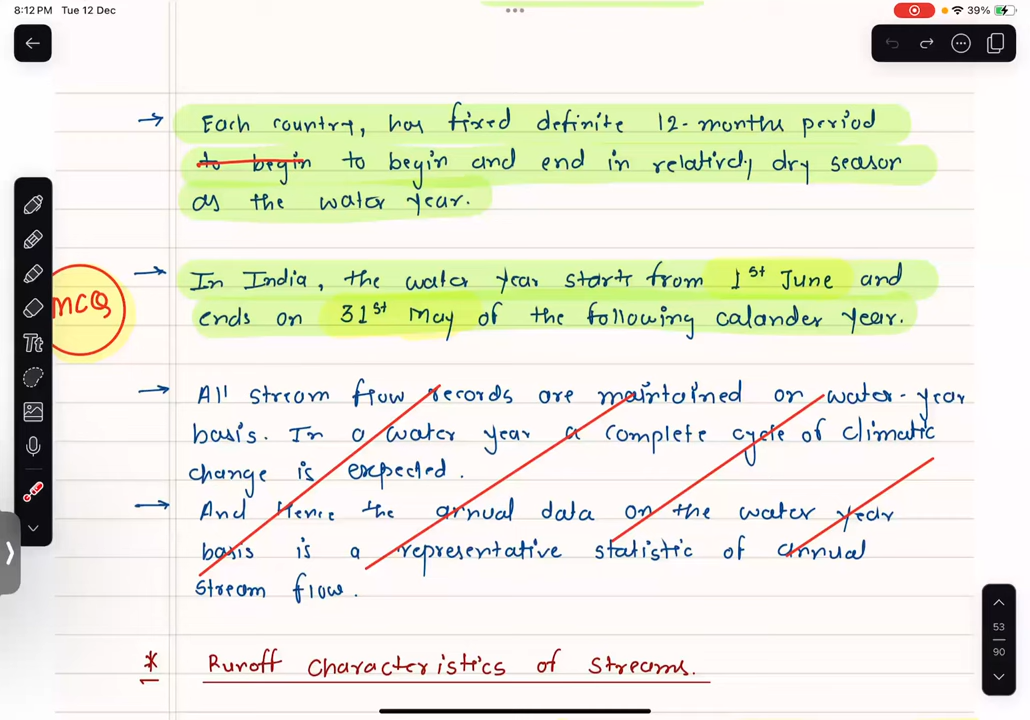 8:12 PM Tue 12 Dec
39%
→ Each country, has fixed definite 12-months period
to begin to begin and end in relatively dry season
as the water year.
MCQ
→ In India, the water year starts from 1st June and
ends on 31st May of the following calander year.
→ All stream flow records are maintained on water-year
basis. In a water year a complete cycle of climatic
change is expected.
→ And Hence the annual data on the water year
basis is a representative statistic of annual
stream flow.
Tt
53
90
* Runoff Characteristics of Streams.